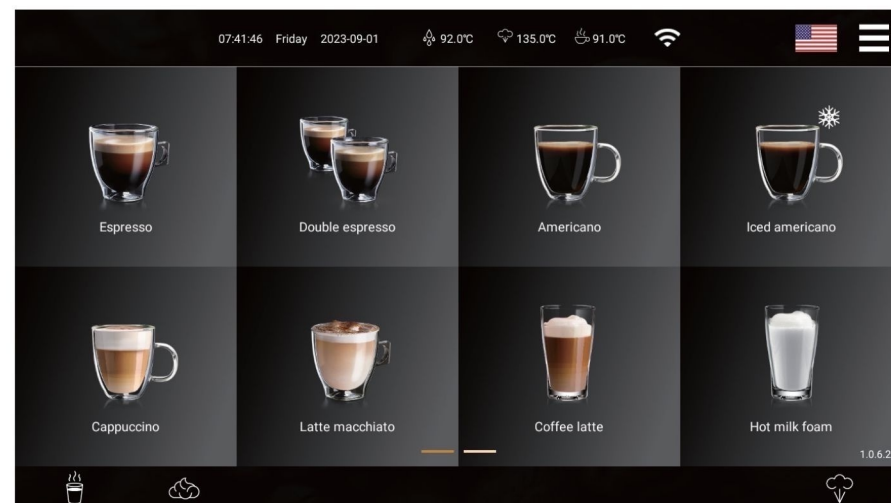 07:41:46 Friday 2023-09-01 92.0℃ 135.0℃ 91.0℃
Espresso Double espresso Americano Iced americano
Cappuccino Latte macchiato Coffee latte Hot milk foam
1.0.6.2